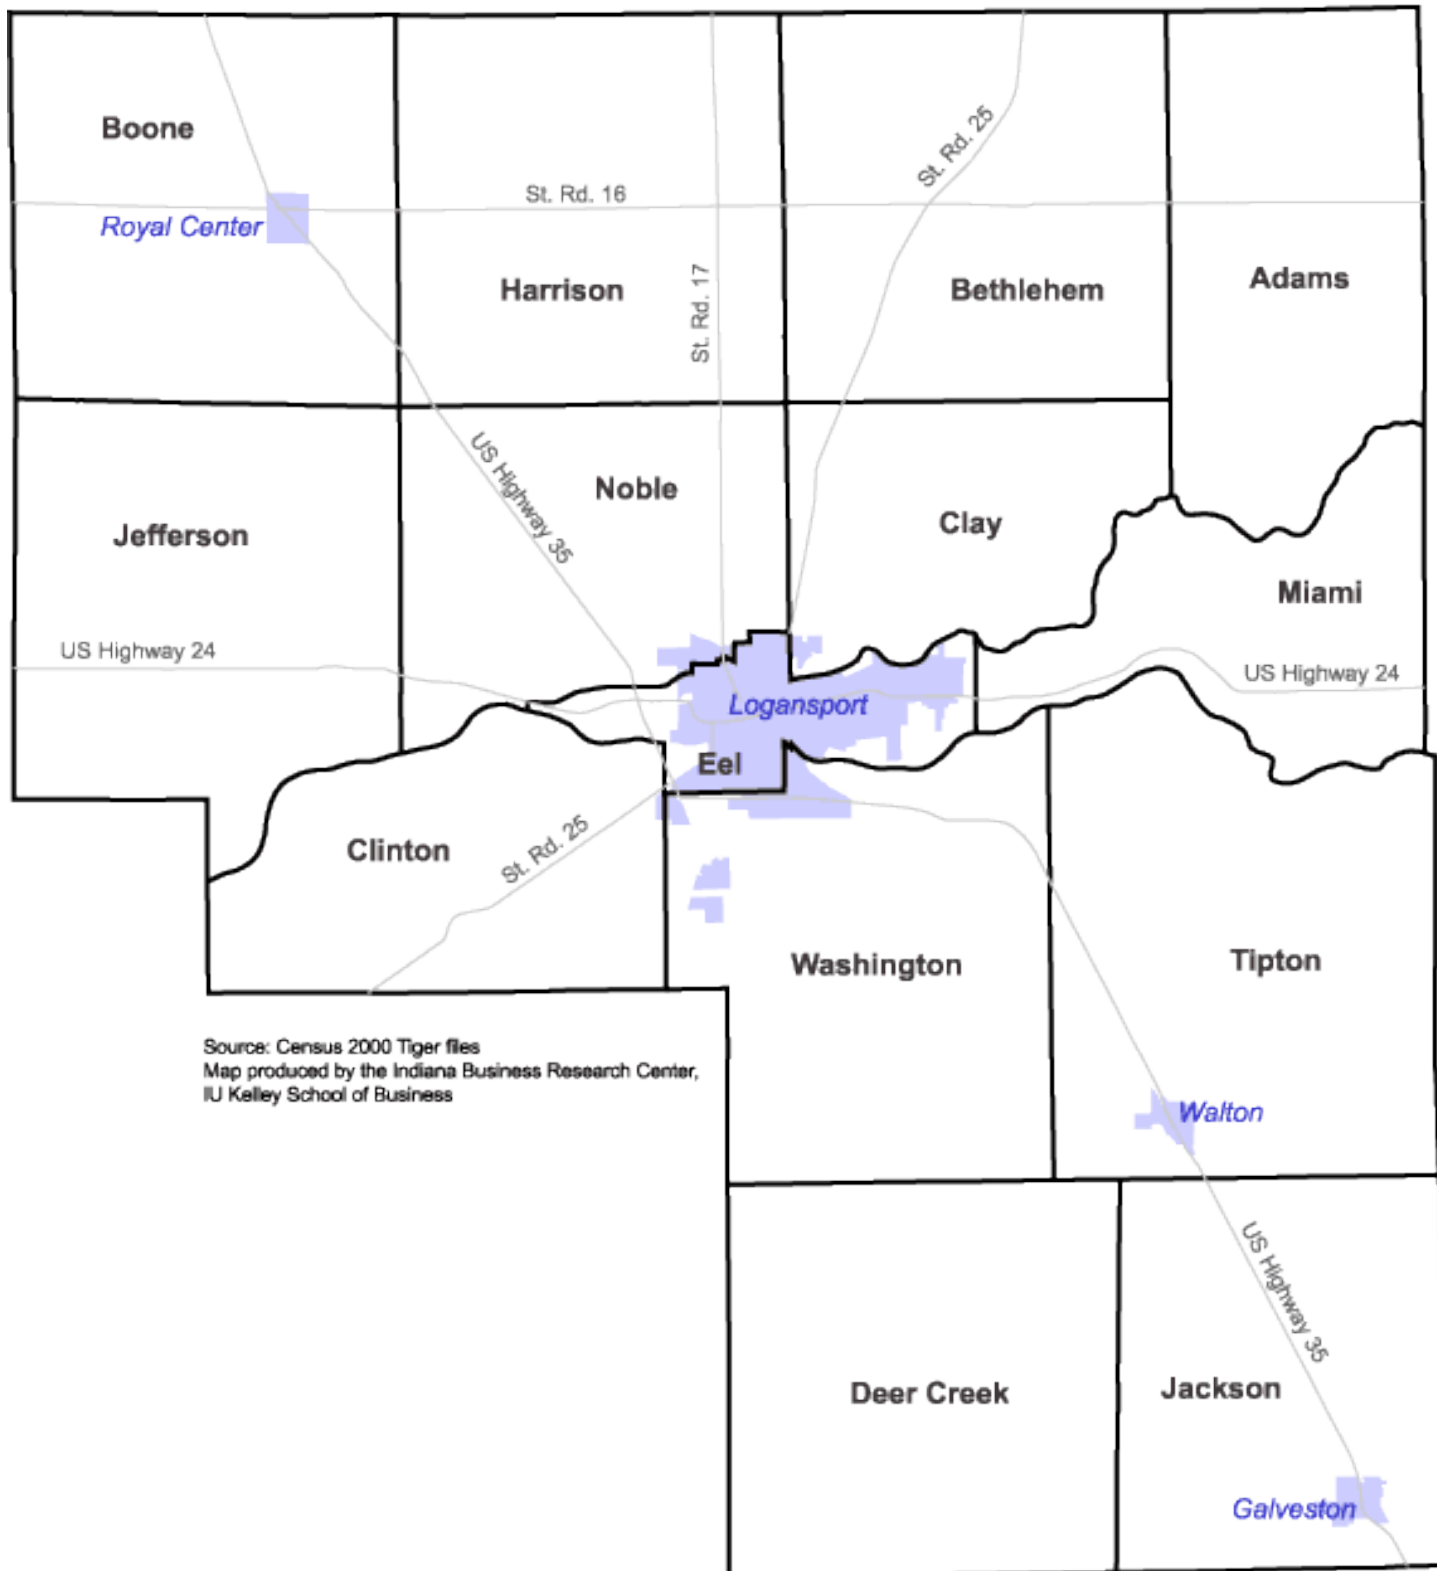 Boone
St. Rd. 25
St. Rd. 16
Royal Center
Harrison
St. Rd. 17
Bethlehem
Adams
US Highway 35
Noble
Jefferson
Clay
Miami
US Highway 24
US Highway 24
Logansport
Eel
Clinton
St. Rd. 25
Washington
Tipton
Source: Census 2000 Tiger files
Map produced by the Indiana Business Research Center,
IU Kelley School of Business
Walton
US Highway 35
Deer Creek
Jackson
Galveston